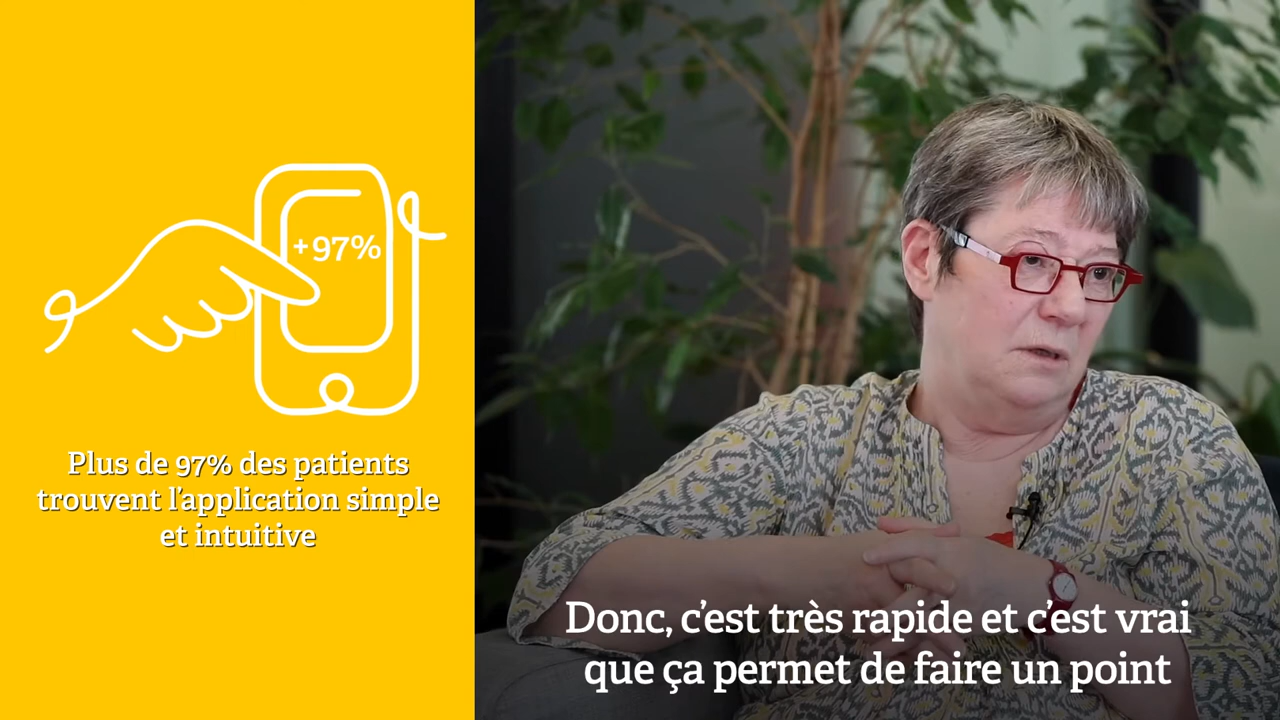 +97%
Plus de 97% des patients
trouvent l'application simple
et intuitive
Donc, c'est très rapide et c'est vrai
que ça permet de faire un point